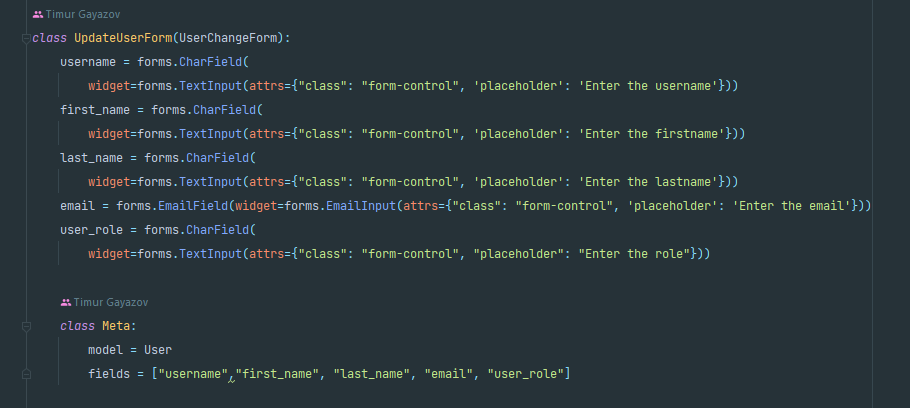 Timur Gayazov
class UpdateUserForm(UserChangeForm):
    username = forms.CharField(
        widget=forms.TextInput(attrs={"class": "form-control", 'placeholder': 'Enter the username'}))
    first_name = forms.CharField(
        widget=forms.TextInput(attrs={"class": "form-control", 'placeholder': 'Enter the firstname'}))
    last_name = forms.CharField(
        widget=forms.TextInput(attrs={"class": "form-control", 'placeholder': 'Enter the lastname'}))
    email = forms.EmailField(widget=forms.EmailInput(attrs={"class": "form-control", 'placeholder': 'Enter the email'}))
    user_role = forms.CharField(
        widget=forms.TextInput(attrs={"class": "form-control", "placeholder": "Enter the role"}))
    Timur Gayazov
    class Meta:
        model = User
        fields = ["username","first_name", "last_name", "email", "user_role"]